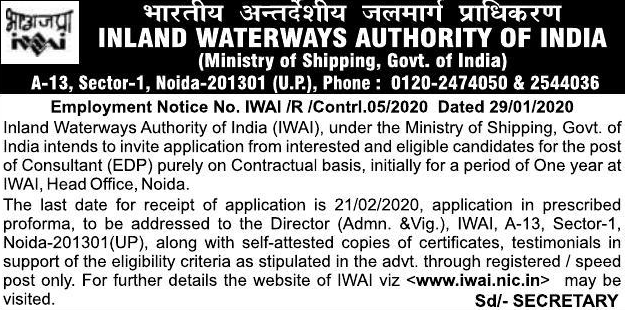 भारतीय अन्तर्देशीय जलमार्ग प्राधिकरण
INLAND WATERWAYS AUTHORITY OF INDIA
(Ministry of Shipping, Govt. of India)
A-13, Sector-1, Noida-201301 (U.P.), Phone : 0120-2474050 & 2544036
भाअजप्रा
IWAI
Employment Notice No. IWAI /R /Contrl.05/2020 Dated 29/01/2020
Inland Waterways Authority of India (IWAI), under the Ministry of Shipping, Govt. of
India intends to invite application from interested and eligible candidates for the post
of Consultant (EDP) purely on Contractual basis, initially for a period of One year at
IWAI, Head Office, Noida.
The last date for receipt of application is 21/02/2020, application in prescribed
proforma, to be addressed to the Director (Admn. &Vig.), IWAI, A-13, Sector-1,
Noida-201301(UP), along with self-attested copies of certificates, testimonials in
support of the eligibility criteria as stipulated in the advt. through registered / speed
post only. For further details the website of IWAI viz <www.iwai.nic.in> may be
visited.
Sd/- SECRETARY